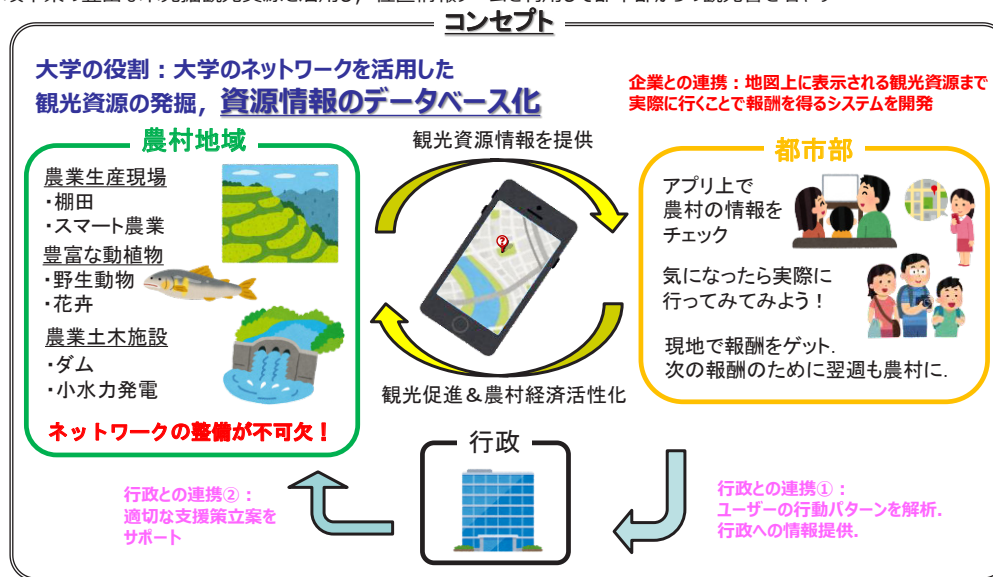 コンセプト
大学の役割：大学のネットワークを活用した
観光資源の発掘，資源情報のデータベース化
企業との連携：地図上に表示される観光資源まで
実際に行くことで報酬を得るシステムを開発
農村地域
農業生産現場
・棚田
・スマート農業
豊富な動植物
・野生動物
・花卉
農業土木施設
・ダム
・小水力発電
ネットワークの整備が不可欠！
観光資源情報を提供
?
観光促進＆農村経済活性化
都市部
アプリ上で
農村の情報を
チェック
気になったら実際に
行ってみてみよう！
現地で報酬をゲット．
次の報酬のために翌週も農村に．
行政
行政との連携②：
適切な支援策立案を
サポート
行政との連携①：
ユーザーの行動パターンを解析．
行政への情報提供．